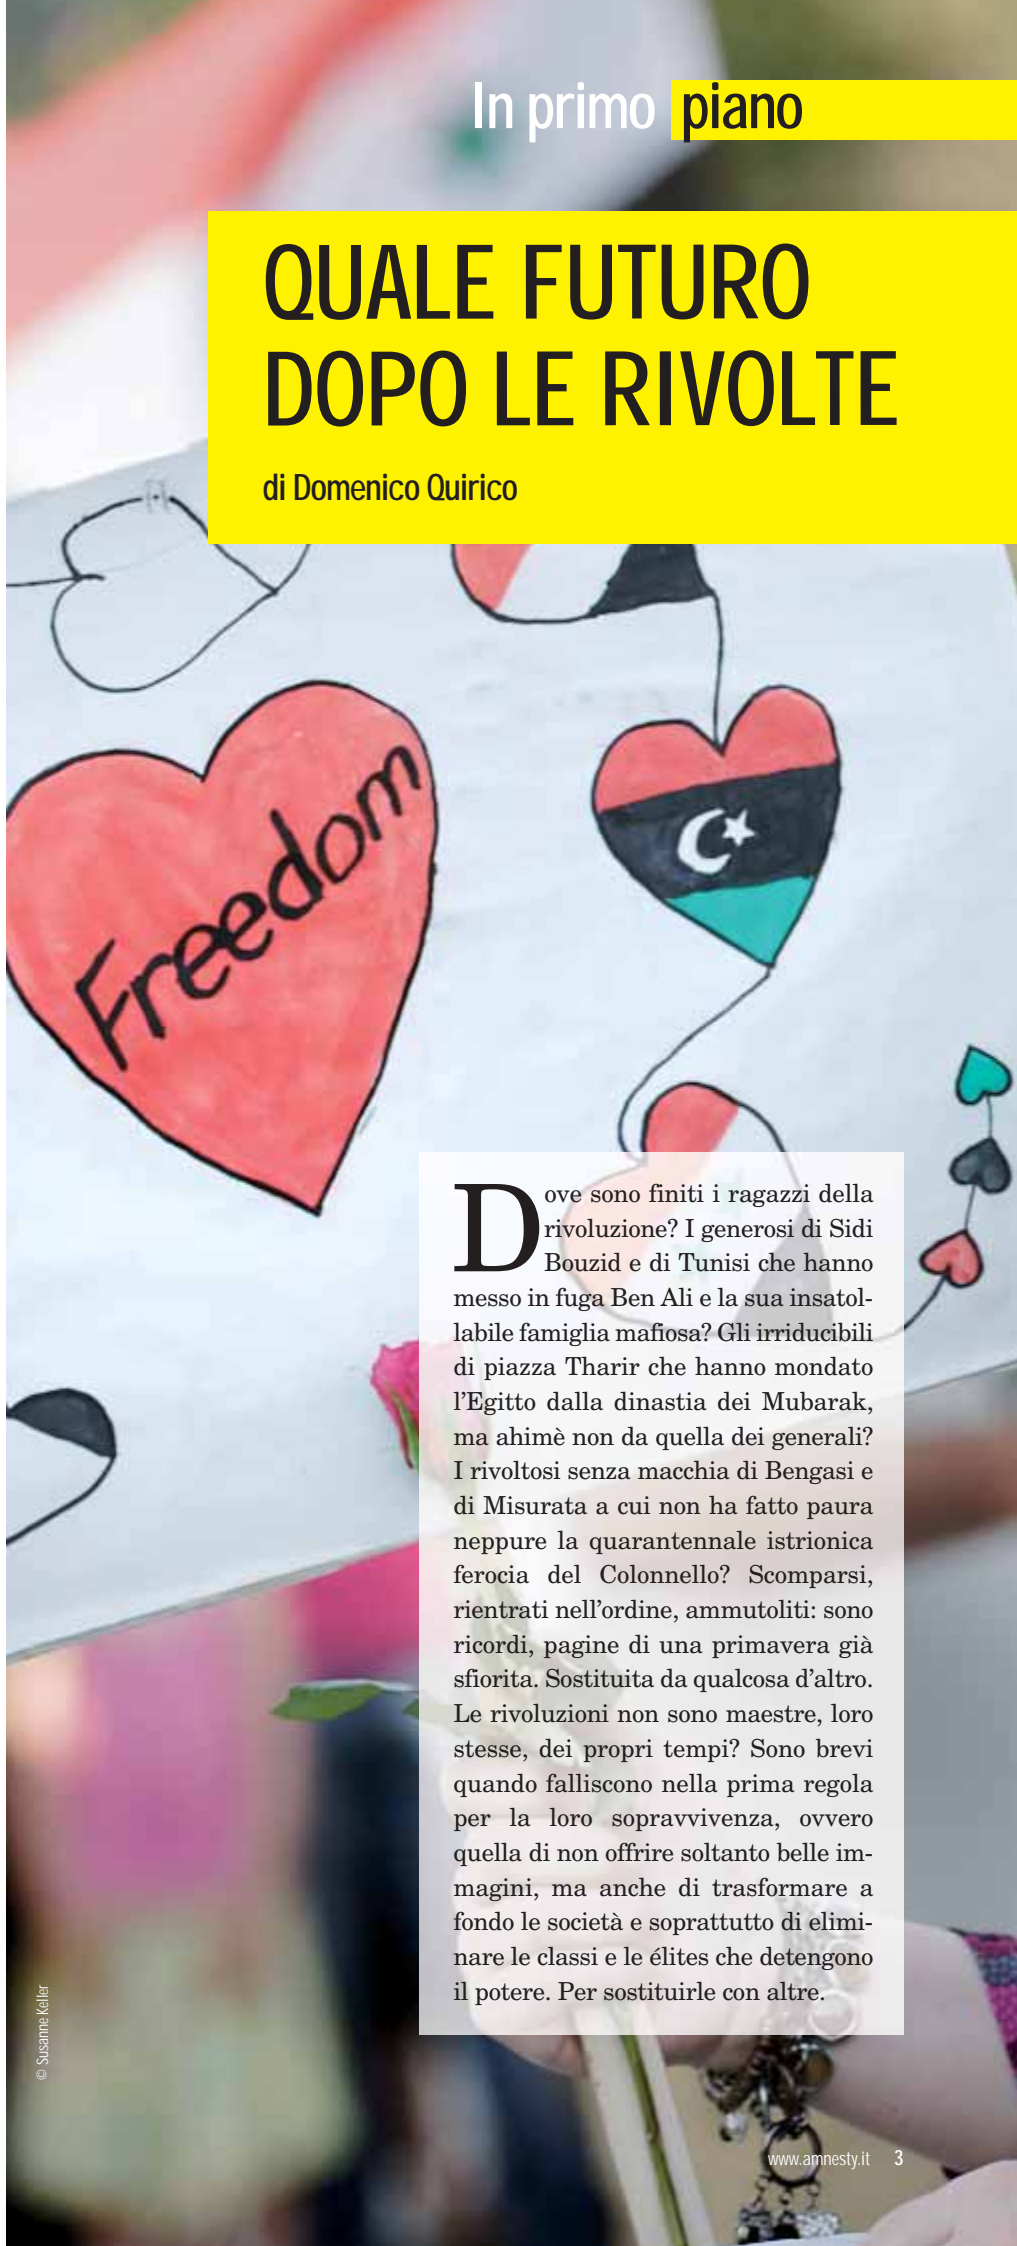 In primo piano
QUALE FUTURO
DOPO LE RIVOLTE
di Domenico Quirico
Freedom
Dove sono finiti i ragazzi della
rivoluzione? I generosi di Sidi
Bouzid e di Tunisi che hanno
messo in fuga Ben Ali e la sua insatol-
labile famiglia mafiosa? Gli irriducibili
di piazza Tharir che hanno mondato
l'Egitto dalla dinastia dei Mubarak,
ma ahimè non da quella dei generali?
I rivoltosi senza macchia di Bengasi e
di Misurata a cui non ha fatto paura
neppure la quarantennale istrionica
ferocia del Colonnello? Scomparsi,
rientrati nell'ordine, ammutoliti: sono
ricordi, pagine di una primavera già
sfiorita. Sostituita da qualcosa d'altro.
Le rivoluzioni non sono maestre, loro
stesse, dei propri tempi? Sono brevi
quando falliscono nella prima regola
per la loro sopravvivenza, ovvero
quella di non offrire soltanto belle im-
magini, ma anche di trasformare a
fondo le società e soprattutto di elimi-
nare le classi e le élites che detengono
il potere. Per sostituirle con altre.
© Susanne Keller
www.amnesty.it 3